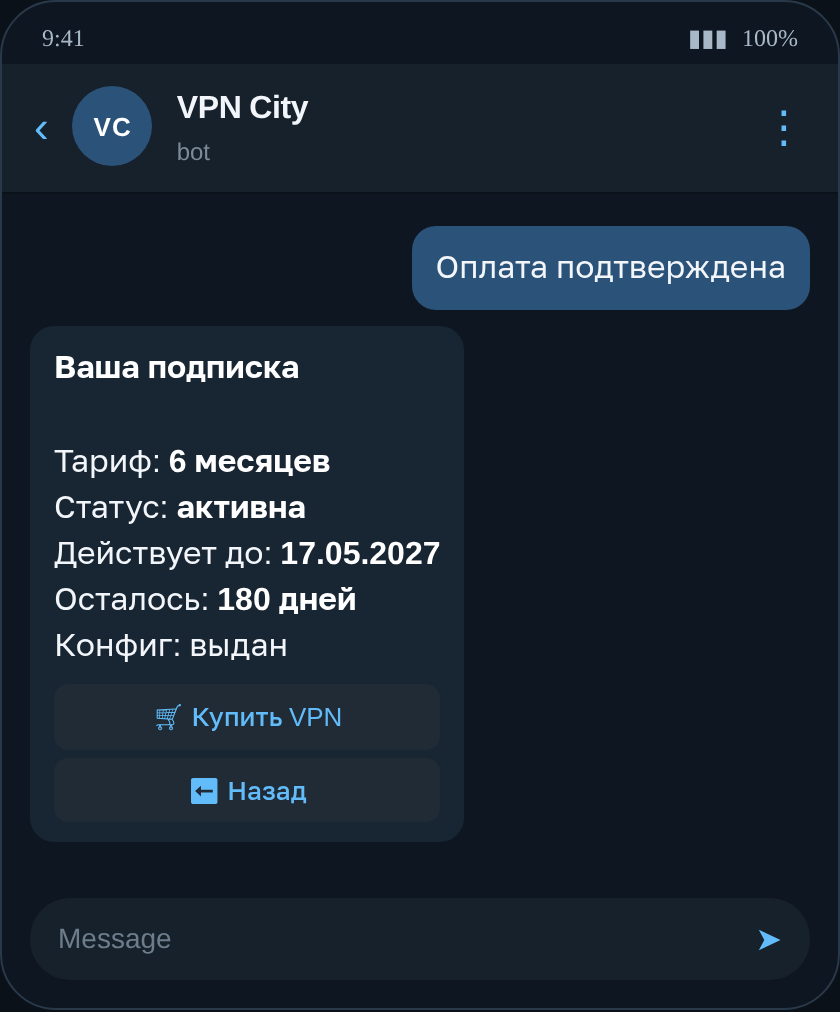 9:41
100%
VPN City
VC
bot
Оплата подтверждена
Ваша подписка
Тариф: 6 месяцев
Статус: активна
Действует до: 17.05.2027
Осталось: 180 дней
Конфиг: выдан
🛒 Купить VPN
⬅ Назад
Message